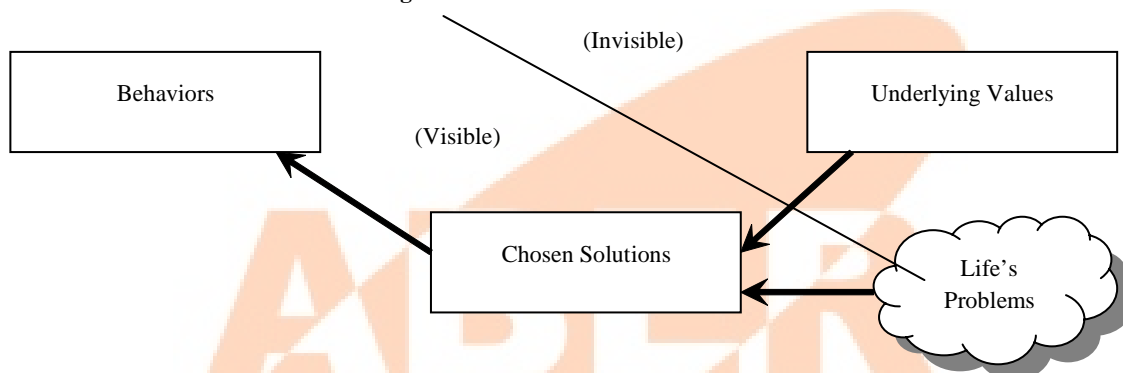 (Invisible)
Behaviors
Underlying Values
(Visible)
Chosen Solutions
Life’s
Problems